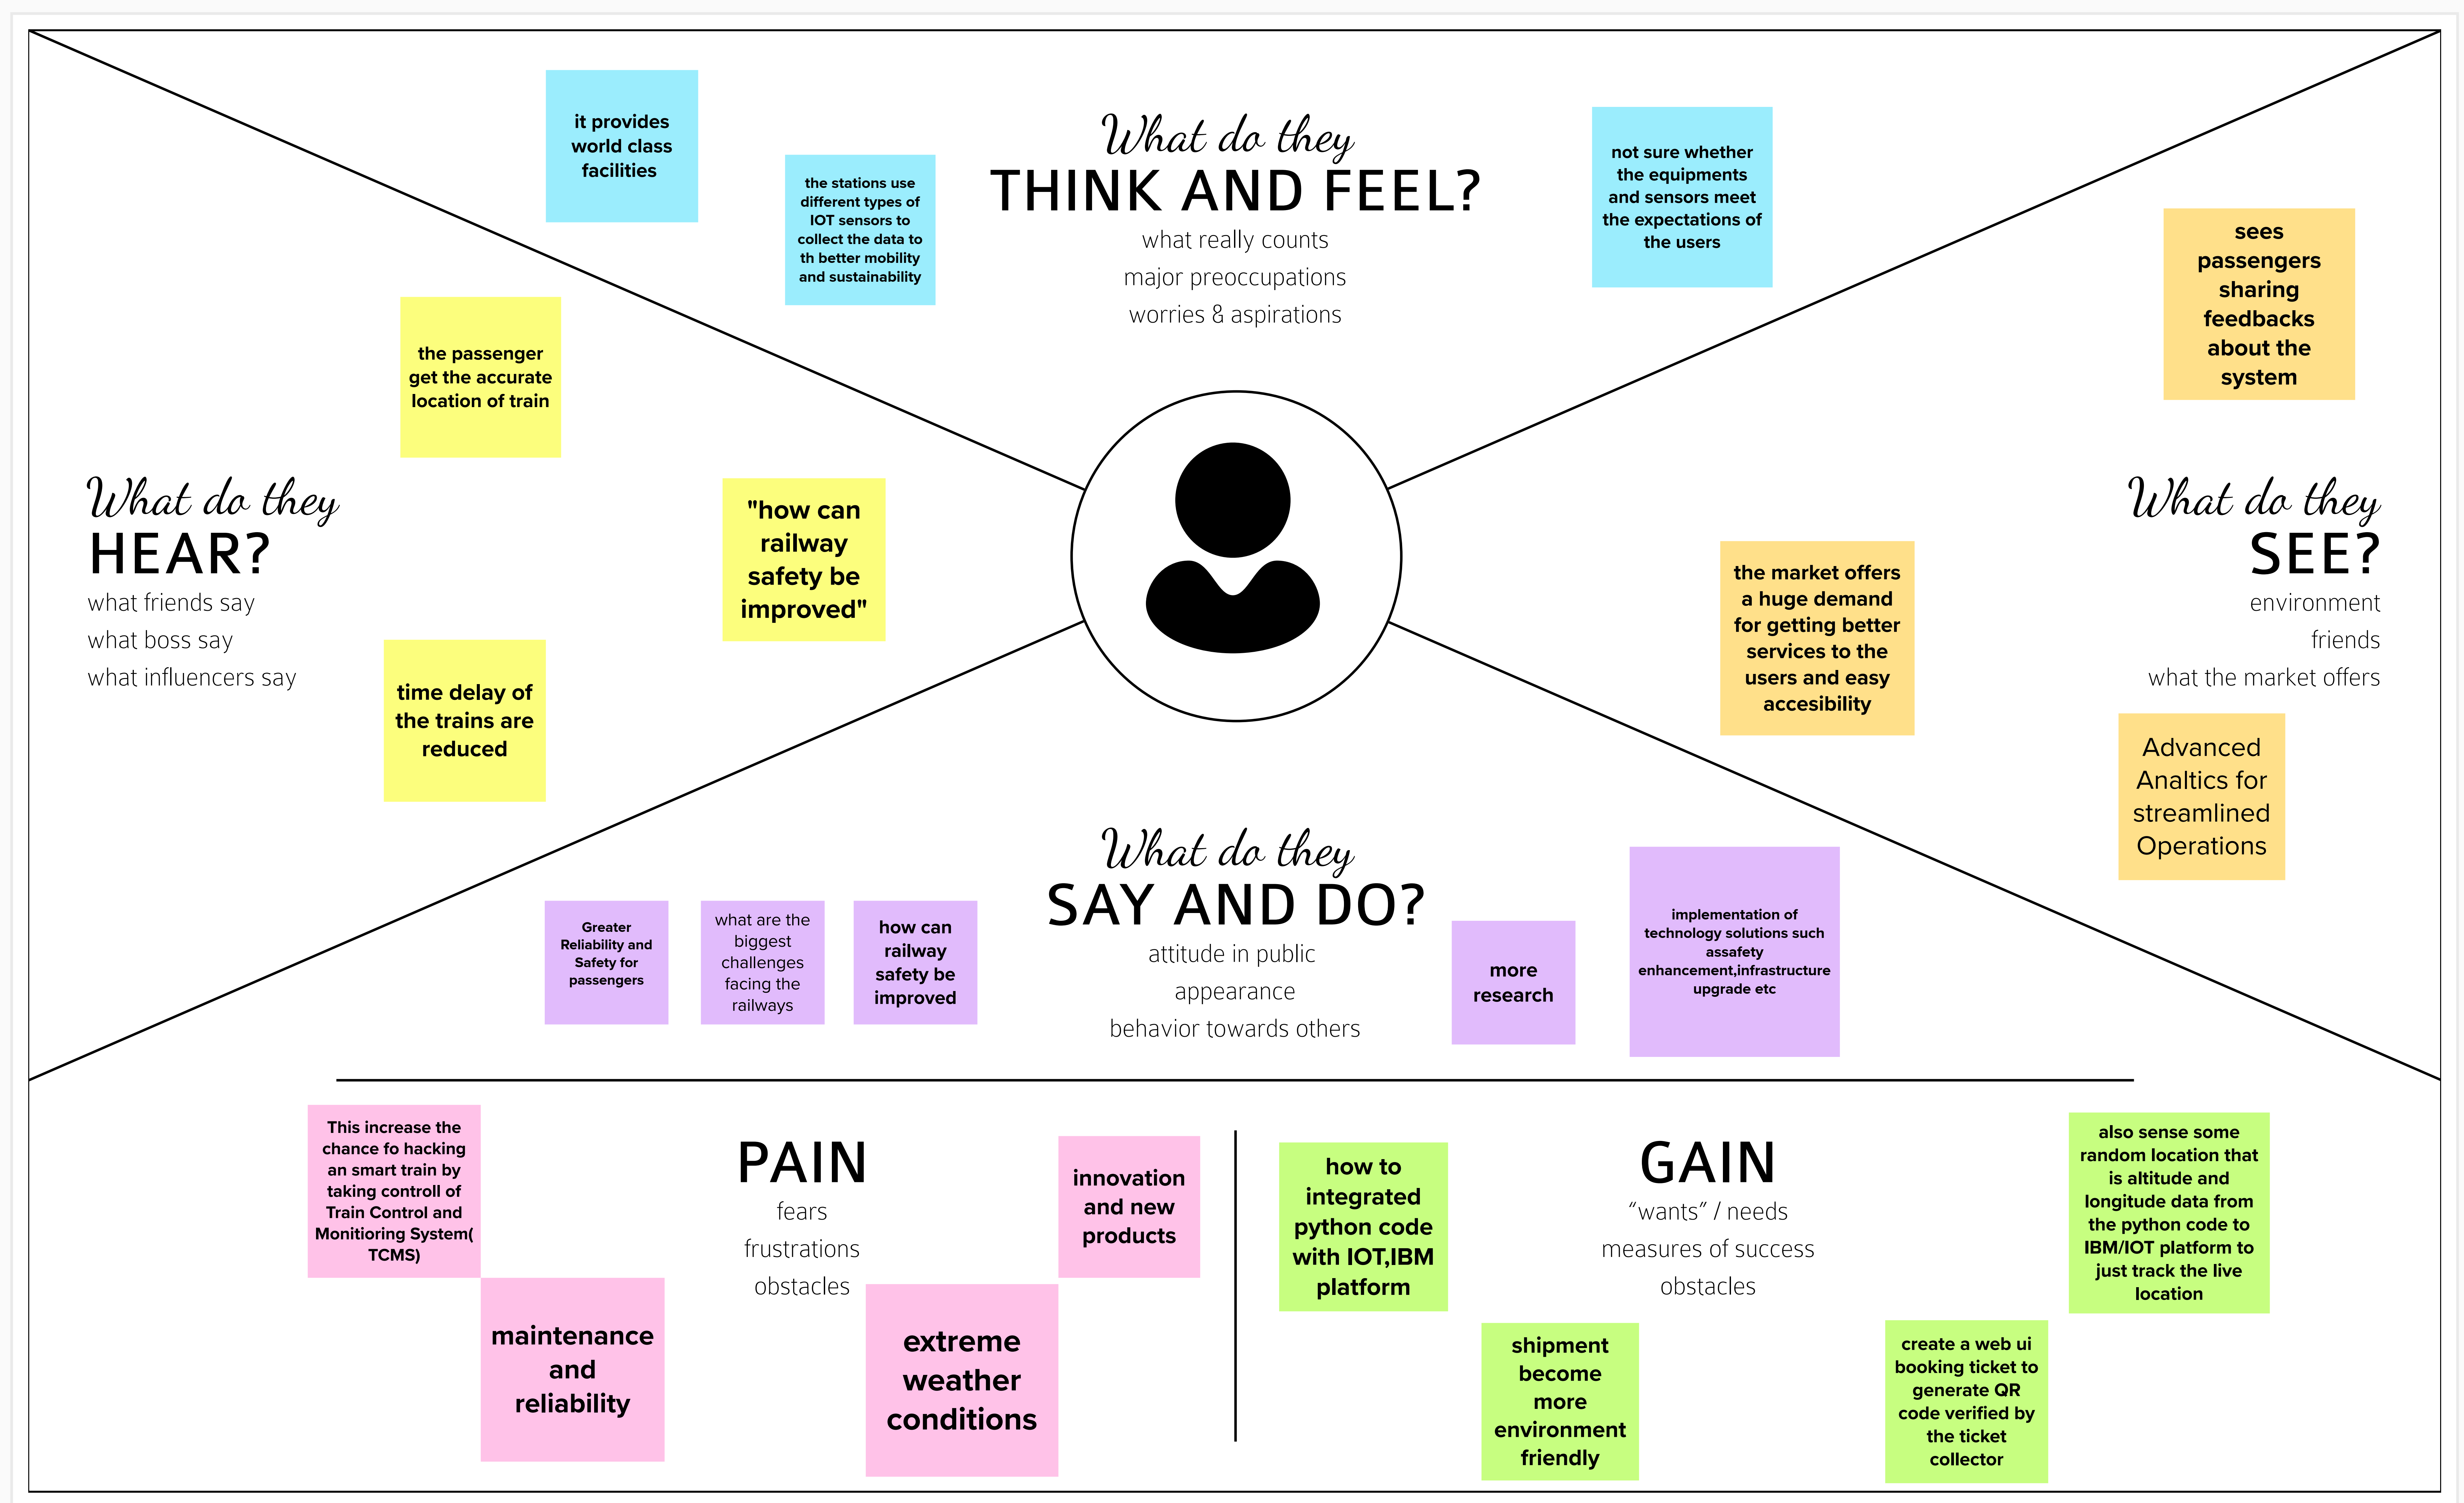 What do they
THINK AND FEEL?
what really counts
major preoccupations
worries & aspirations
it provides
world class
facilities
the stations use
different types of
IOT sensors to
collect the data to
th better mobility
and sustainability
not sure whether
the equipments
and sensors meet
the expectations of
the users
What do they
HEAR?
what friends say
what boss say
what influencers say
the passenger
get the accurate
location of train
"how can
railway
safety be
improved"
time delay of
the trains are
reduced
What do they
SEE?
environment
friends
what the market offers
sees
passengers
sharing
feedbacks
about the
system
the market offers
a huge demand
for getting better
services to the
users and easy
accesibility
Advanced
Analtics for
streamlined
Operations
What do they
SAY AND DO?
attitude in public
appearance
behavior towards others
Greater
Reliability and
Safety for
passengers
what are the
biggest
challenges
facing the
railways
how can
railway
safety be
improved
more
research
implementation of
technology solutions such
assafety
enhancement,infrastructure
upgrade etc
PAIN
fears
frustrations
obstacles
This increase the
chance fo hacking
an smart train by
taking controll of
Train Control and
Monitioring System(
TCMS)
maintenance
and
reliability
extreme
weather
conditions
innovation
and new
products
GAIN
“wants” / needs
measures of success
obstacles
how to
integrated
python code
with IOT,IBM
platform
shipment
become
more
environment
friendly
create a web ui
booking ticket to
generate QR
code verified by
the ticket
collector
also sense some
random location that
is altitude and
longitude data from
the python code to
IBM/IOT platform to
just track the live
location